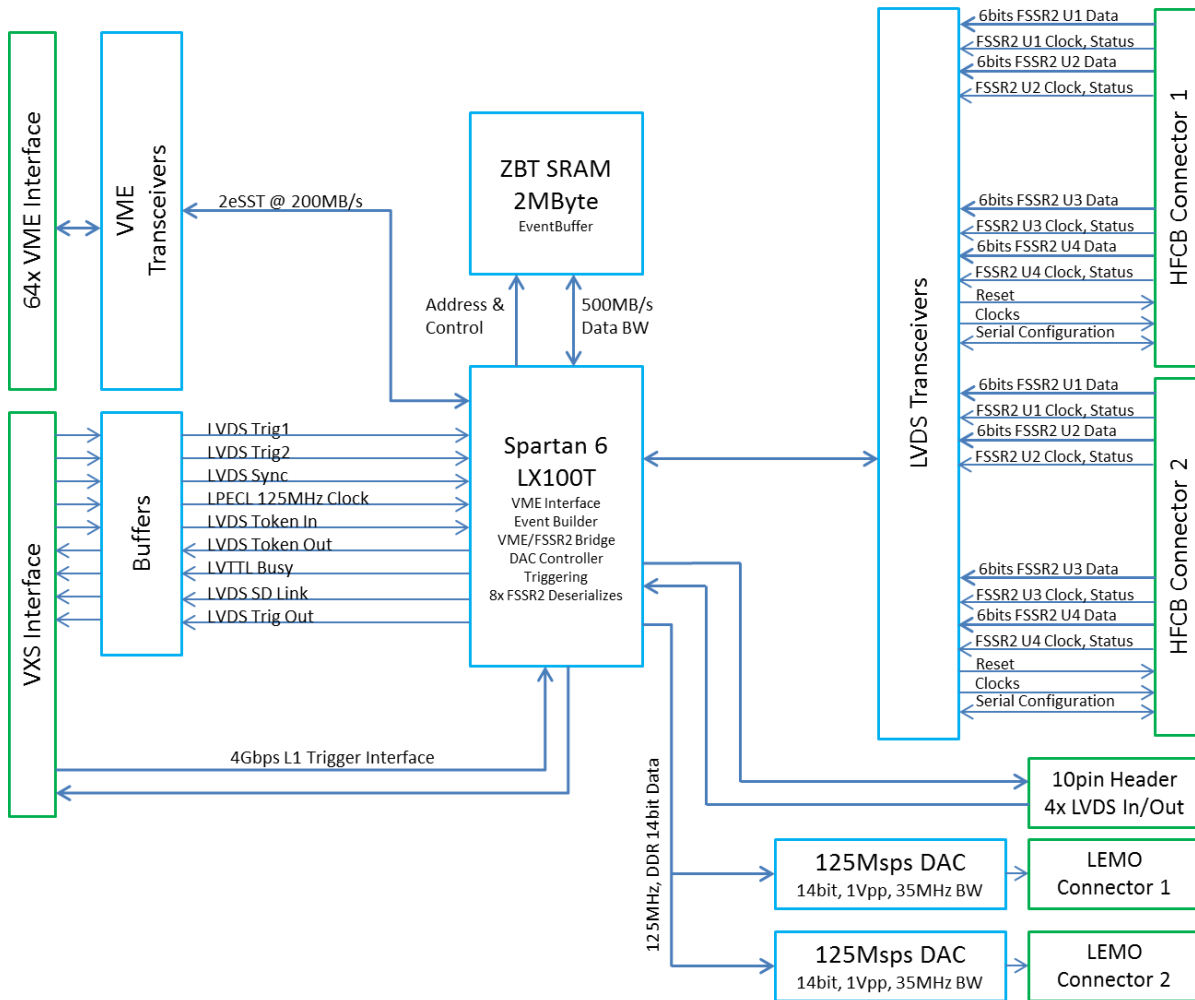 64x VME Interface
VME
Transceivers
2eSST @ 200MB/s
ZBT SRAM
2MByte
EventBuffer
Address &
Control
500MB/s
Data BW
VXS Interface
Buffers
LVDS Trig1
LVDS Trig2
LVDS Sync
LPECL 125MHz Clock
LVDS Token In
LVDS Token Out
LVTTL Busy
LVDS SD Link
LVDS Trig Out
4Gbps L1 Trigger Interface
Spartan 6
LX100T
VME Interface
Event Builder
VME/FSSR2 Bridge
DAC Controller
Triggering
8x FSSR2 Deserializes
LVDS Transceivers
6bits FSSR2 U1 Data
FSSR2 U1 Clock, Status
6bits FSSR2 U2 Data
FSSR2 U2 Clock, Status
6bits FSSR2 U3 Data
FSSR2 U3 Clock, Status
6bits FSSR2 U4 Data
FSSR2 U4 Clock, Status
Reset
Clocks
Serial Configuration
HFCB Connector 1
6bits FSSR2 U1 Data
FSSR2 U1 Clock, Status
6bits FSSR2 U2 Data
FSSR2 U2 Clock, Status
6bits FSSR2 U3 Data
FSSR2 U3 Clock, Status
6bits FSSR2 U4 Data
FSSR2 U4 Clock, Status
Reset
Clocks
Serial Configuration
HFCB Connector 2
10pin Header
4x LVDS In/Out
125MHz, DDR 14bit Data
125Msps DAC
14bit, 1Vpp, 35MHz BW
LEMO
Connector 1
125Msps DAC
14bit, 1Vpp, 35MHz BW
LEMO
Connector 2